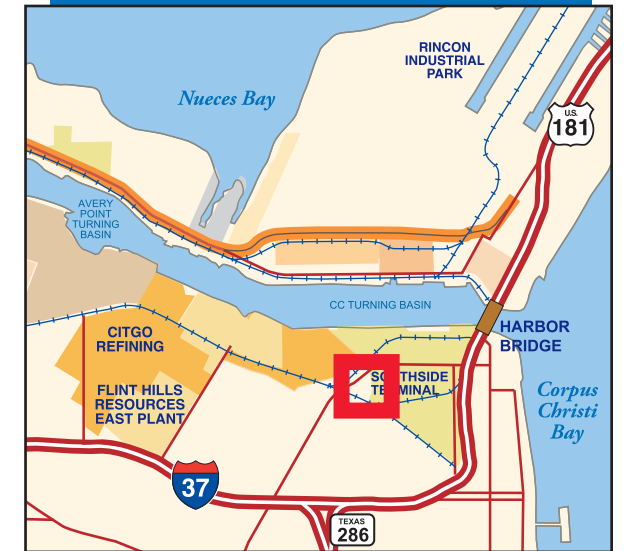 RINCON
INDUSTRIAL
PARK
Nueces Bay
U.S.
181
AVERY
POINT
TURNING
BASIN
CC TURNING BASIN
HARBOR
BRIDGE
CITGO
REFINING
SOUTHSIDE
TERMINAL
FLINT HILLS
RESOURCES
EAST PLANT
Corpus
Christi
Bay
37
TEXAS
286